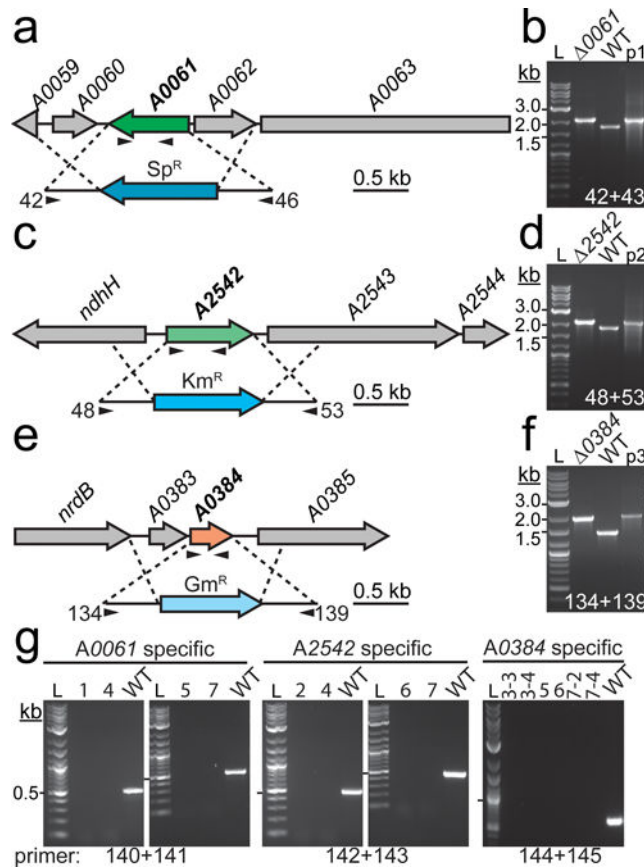 a
A0059 A0060 A0061 A0062 A0063
Sp^R
42 46 0.5 kb
b
L Δ0061 WT p1
kb
3.0
2.0
1.5
42+43
c
ndhH A2542 A2543 A2544
Km^R
48 53 0.5 kb
d
L Δ2542 WT p2
kb
3.0
2.0
1.5
48+53
e
nrdB A0383 A0384 A0385
Gm^R
134 139 0.5 kb
f
L Δ0384 WT p3
kb
3.0
2.0
1.5
134+139
g
A0061 specific A2542 specific A0384 specific
L 1 4 WT L 5 7 WT L 2 4 WT L 6 7 WT L 3-3 3-4 5 6 7-2 7-4 WT
kb
0.5
primer: 140+141 142+143 144+145